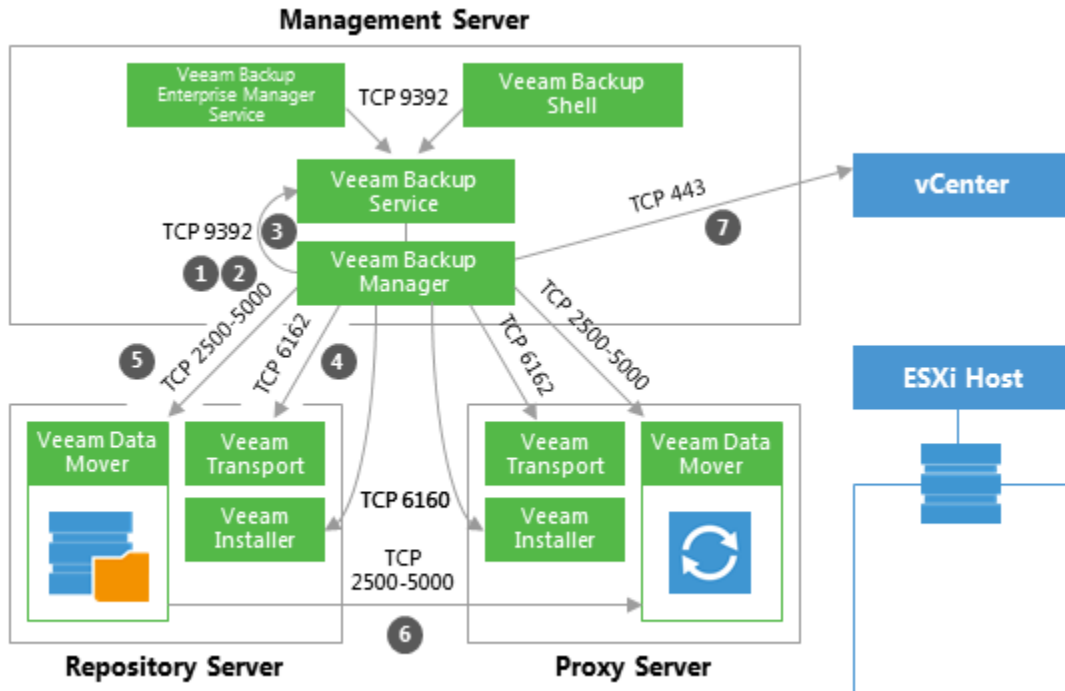 Management Server
Veeam Backup
Enterprise Manager
Service
TCP 9392
Veeam Backup
Shell
Veeam Backup
Service
TCP 9392
3
1
2
Veeam Backup
Manager
TCP 443
7
vCenter
5
TCP 2500-5000
TCP 6162
4
TCP 6162
TCP 2500-5000
ESXi Host
Veeam Data
Mover
Veeam
Transport
Veeam
Installer
TCP 6160
Veeam
Transport
Veeam
Installer
Veeam Data
Mover
TCP
2500-5000
6
Repository Server
Proxy Server